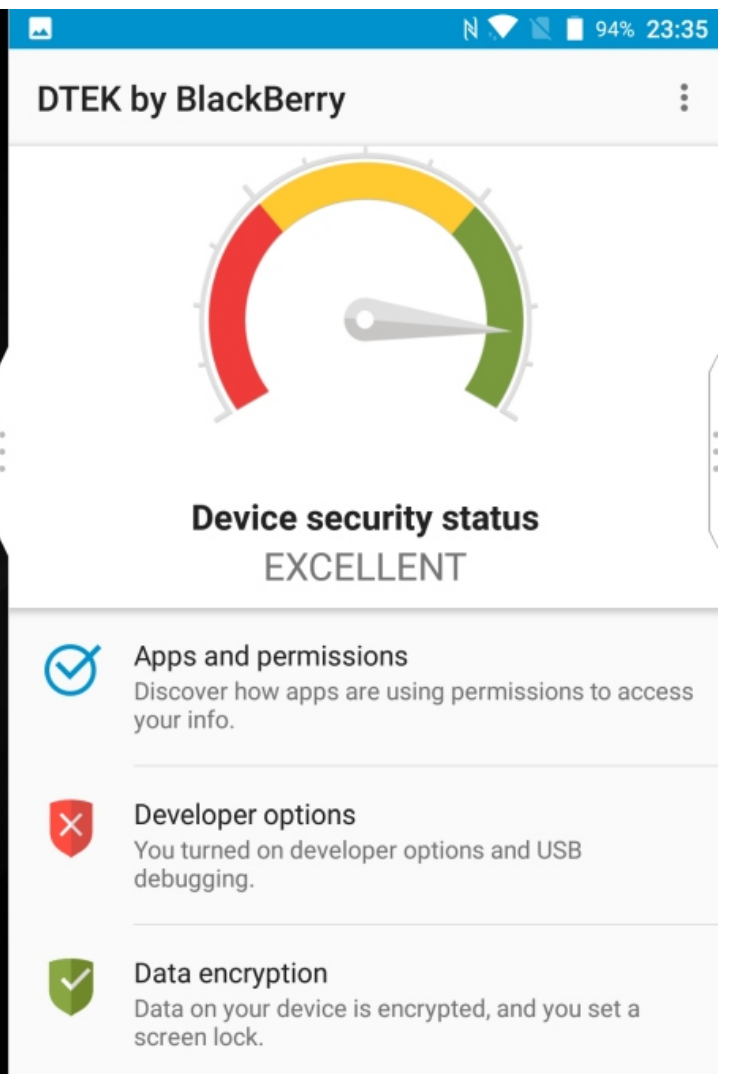 94% 23:35
DTEK by BlackBerry
Device security status
EXCELLENT
Apps and permissions
Discover how apps are using permissions to access
your info.
Developer options
You turned on developer options and USB
debugging.
Data encryption
Data on your device is encrypted, and you set a
screen lock.